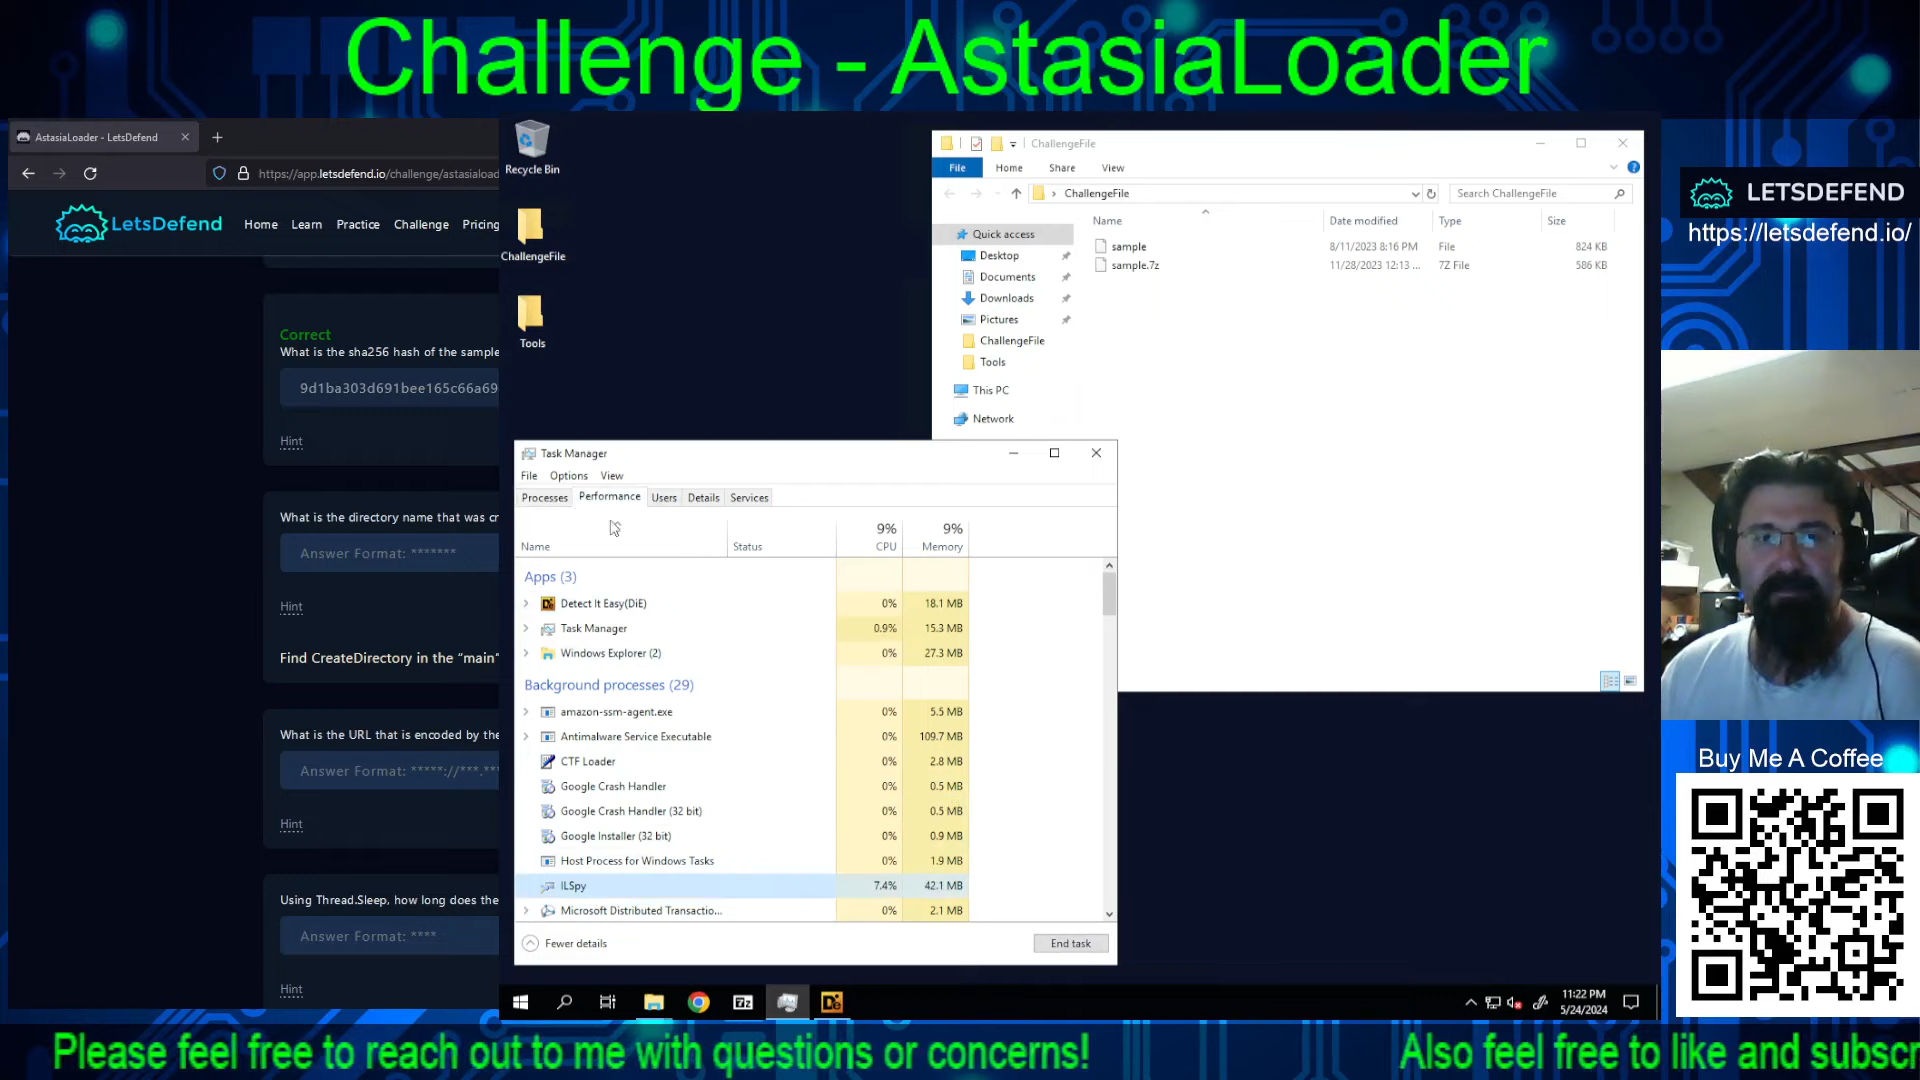 Challenge - AstasiaLoader
AstasiaLoader - LetsDefend
https://app.letsdefend.io/challenge/astasiaload
LetsDefend
Home
Learn
Practice
Challenge
Pricing
Correct
What is the sha256 hash of the sample
9d1ba303d691bee165c66a69
Hint
What is the directory name that was cr
Answer Format: *******
Hint
Find CreateDirectory in the "main"
What is the URL that is encoded by the
Answer Format: *****://***.**
Hint
Using Thread.Sleep, how long does the
Answer Format: ****
Hint
Recycle Bin
ChallengeFile
Tools
ChallengeFile
File
Home
Share
View
ChallengeFile
Search ChallengeFile
Name
Date modified
Type
Size
sample
8/11/2023 8:16 PM
File
824 KB
sample.7z
11/28/2023 12:13 ...
7Z File
586 KB
Quick access
Desktop
Documents
Downloads
Pictures
ChallengeFile
Tools
This PC
Network
Task Manager
File
Options
View
Processes
Performance
Users
Details
Services
9%
9%
Name
Status
CPU
Memory
Apps (3)
Detect It Easy(DiE)
0%
18.1 MB
Task Manager
0.9%
15.3 MB
Windows Explorer (2)
0%
27.3 MB
Background processes (29)
amazon-ssm-agent.exe
0%
5.5 MB
Antimalware Service Executable
0%
109.7 MB
CTF Loader
0%
2.8 MB
Google Crash Handler
0%
0.5 MB
Google Crash Handler (32 bit)
0%
0.5 MB
Google Installer (32 bit)
0%
0.9 MB
Host Process for Windows Tasks
0%
1.9 MB
ILSpy
7.4%
42.1 MB
Microsoft Distributed Transactio...
0%
2.1 MB
Fewer details
End task
11:22 PM
5/24/2024
LETSDEFEND
https://letsdefend.io/
Buy Me A Coffee
Please feel free to reach out to me with questions or concerns!
Also feel free to like and subscr